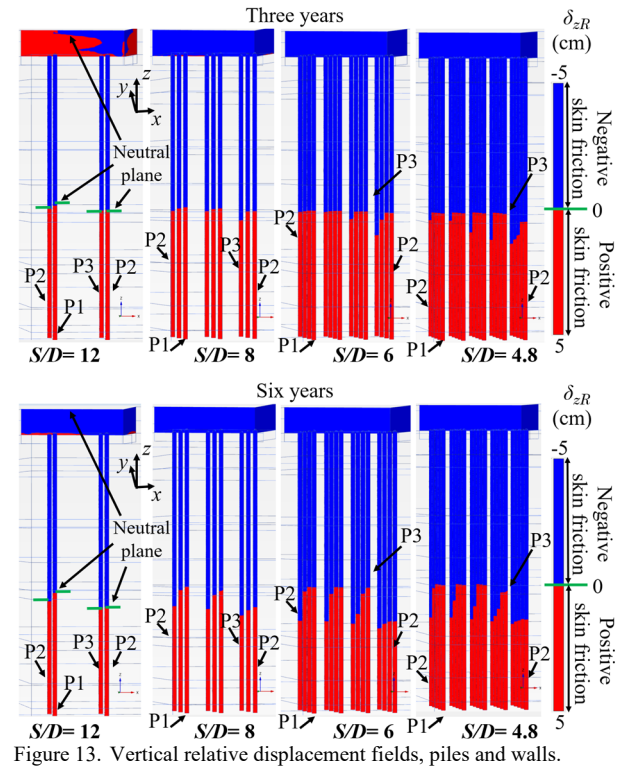 Three years
δzR
(cm)
-5
Negative
skin friction
0
Positive
skin friction
5
z
y
x
Neutral
plane
P2
P1
P3
P2
P2
P3
P2
P1
P3
P2
P2
P1
P3
P2
P2
P1
S/D= 12
S/D= 8
S/D= 6
S/D= 4.8
Six years
δzR
(cm)
-5
Negative
skin friction
0
Positive
skin friction
5
z
y
x
Neutral
plane
P2
P1
P3
P2
P2
P3
P2
P1
P3
P2
P2
P1
P3
P2
P2
P1
S/D= 12
S/D= 8
S/D= 6
S/D= 4.8
Figure 13. Vertical relative displacement fields, piles and walls.